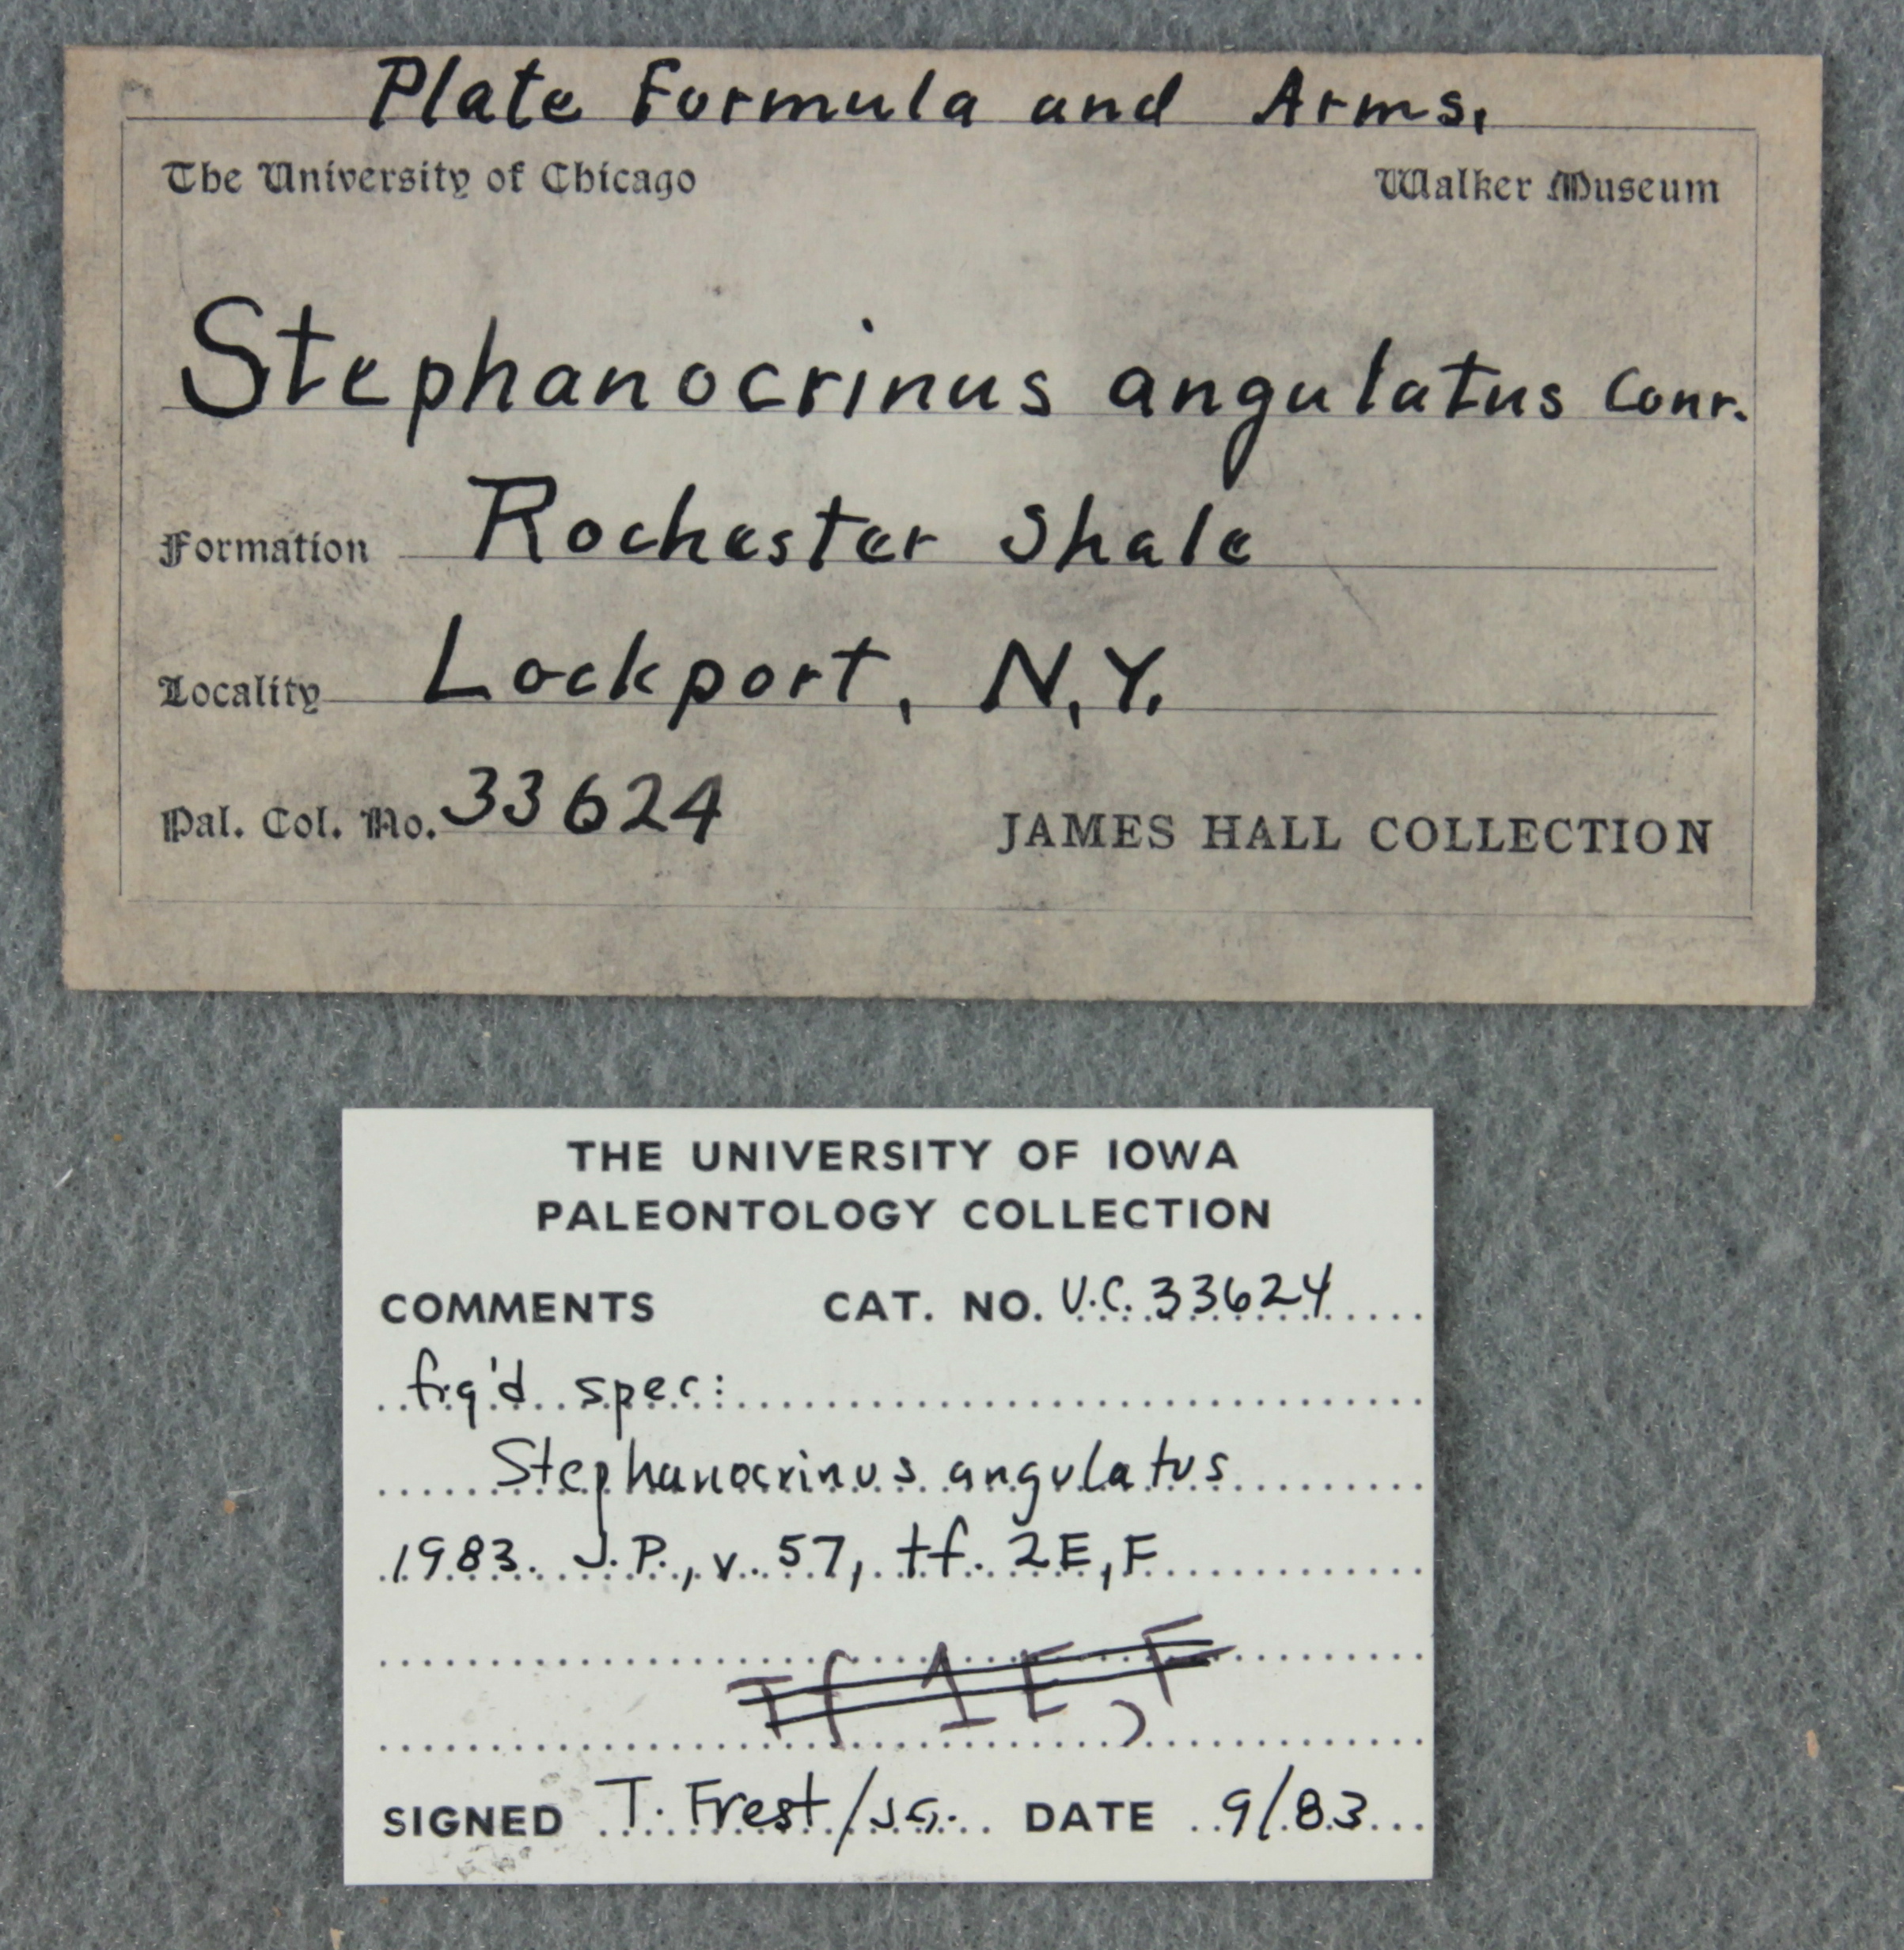 Plate Formula and Arms.
The University of Chicago Walker Museum
Stephanocrinus angulatus Conr.
Formation Rochester Shale
Locality Lockport, N.Y.
Pal. Col. No. 33624 JAMES HALL COLLECTION
THE UNIVERSITY OF IOWA
PALEONTOLOGY COLLECTION
COMMENTS CAT. NO. U.C. 33624
fig'd spec:
Stephanocrinus angulatus
1983. J.P., v. 57, tf. 2E, F
Tf 1E, F
SIGNED T. Frest/J.G. DATE 9/83